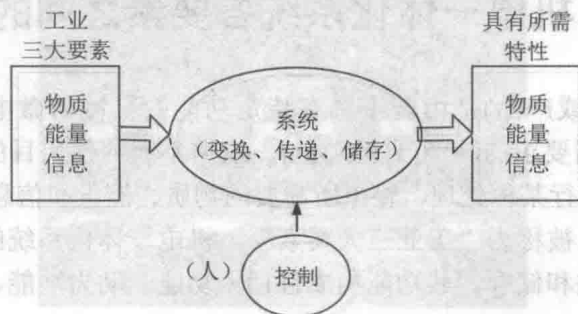 工业
三大要素
物质
能量
信息
系统
（变换、传递、储存）
具有所需
特性
物质
能量
信息
（人）
控制